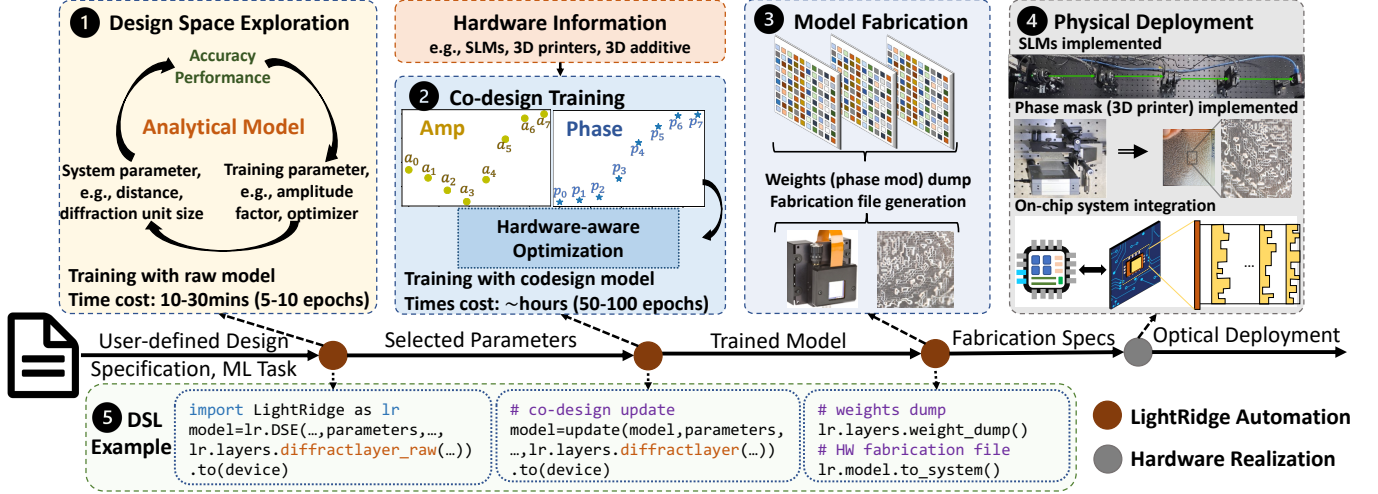 1 Design Space Exploration
Accuracy
Performance
Analytical Model
System parameter,
e.g., distance,
diffraction unit size
Training parameter,
e.g., amplitude
factor, optimizer
Training with raw model
Time cost: 10-30mins (5-10 epochs)
Hardware Information
e.g., SLMs, 3D printers, 3D additive
2 Co-design Training
Amp
a0
a1
a2
a3
a4
a5
a6
a7
Phase
p0
p1
p2
p3
p4
p5
p6
p7
Hardware-aware
Optimization
Training with codesign model
Times cost: ~hours (50-100 epochs)
3 Model Fabrication
Weights (phase mod) dump
Fabrication file generation
4 Physical Deployment
SLMs implemented
Phase mask (3D printer) implemented
On-chip system integration
...
User-defined Design
Specification, ML Task
Selected Parameters
Trained Model
Fabrication Specs
Optical Deployment
5 DSL
Example
import LightRidge as lr
model=lr.DSE(…,parameters,…,
lr.layers.diffractlayer_raw(…))
.to(device)
# co-design update
model=update(model,parameters,
…,lr.layers.diffractlayer(…))
.to(device)
# weights dump
lr.layers.weight_dump()
# HW fabrication file
lr.model.to_system()
LightRidge Automation
Hardware Realization